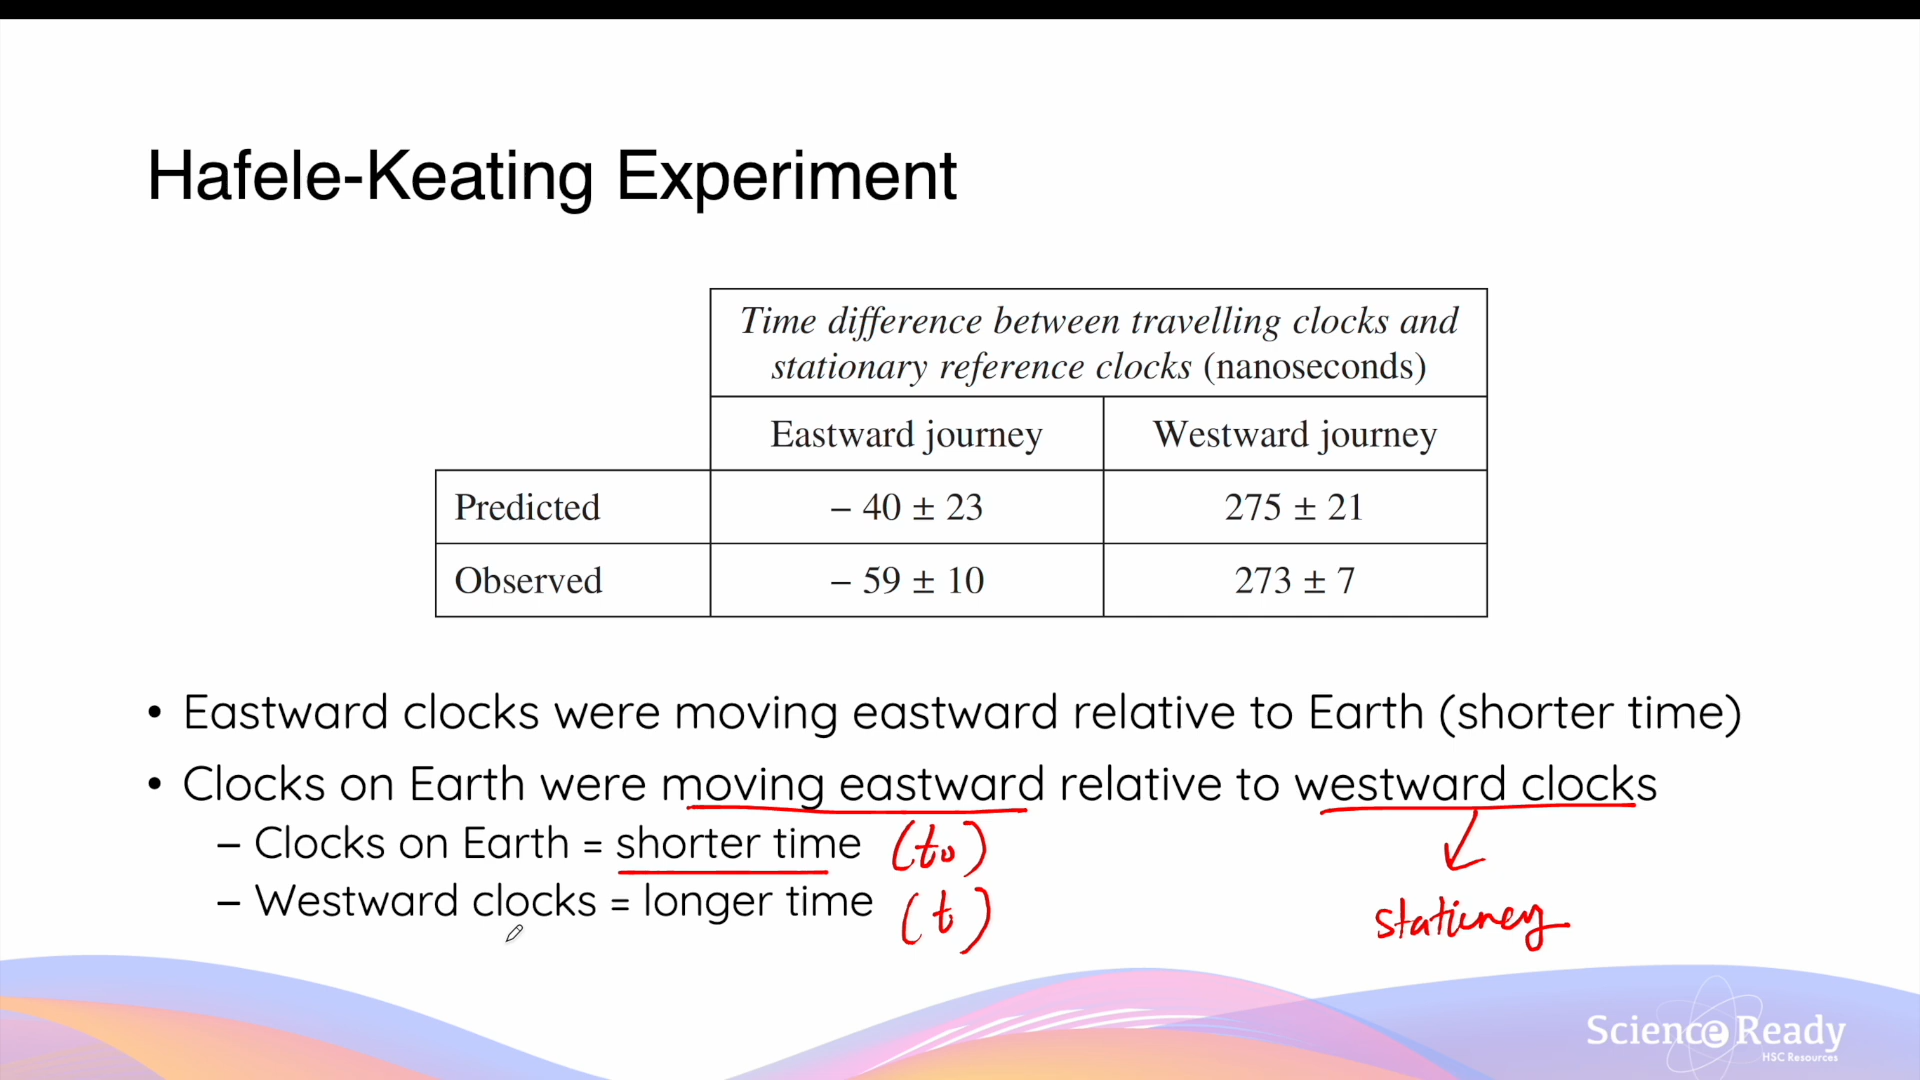 Hafele-Keating Experiment
Time difference between travelling clocks and
stationary reference clocks (nanoseconds)
Eastward journey Westward journey
Predicted − 40 ± 23 275 ± 21
Observed − 59 ± 10 273 ± 7
• Eastward clocks were moving eastward relative to Earth (shorter time)
• Clocks on Earth were moving eastward relative to westward clocks
– Clocks on Earth = shorter time (t₀)
– Westward clocks = longer time (t)
Science Ready
HSC Resources